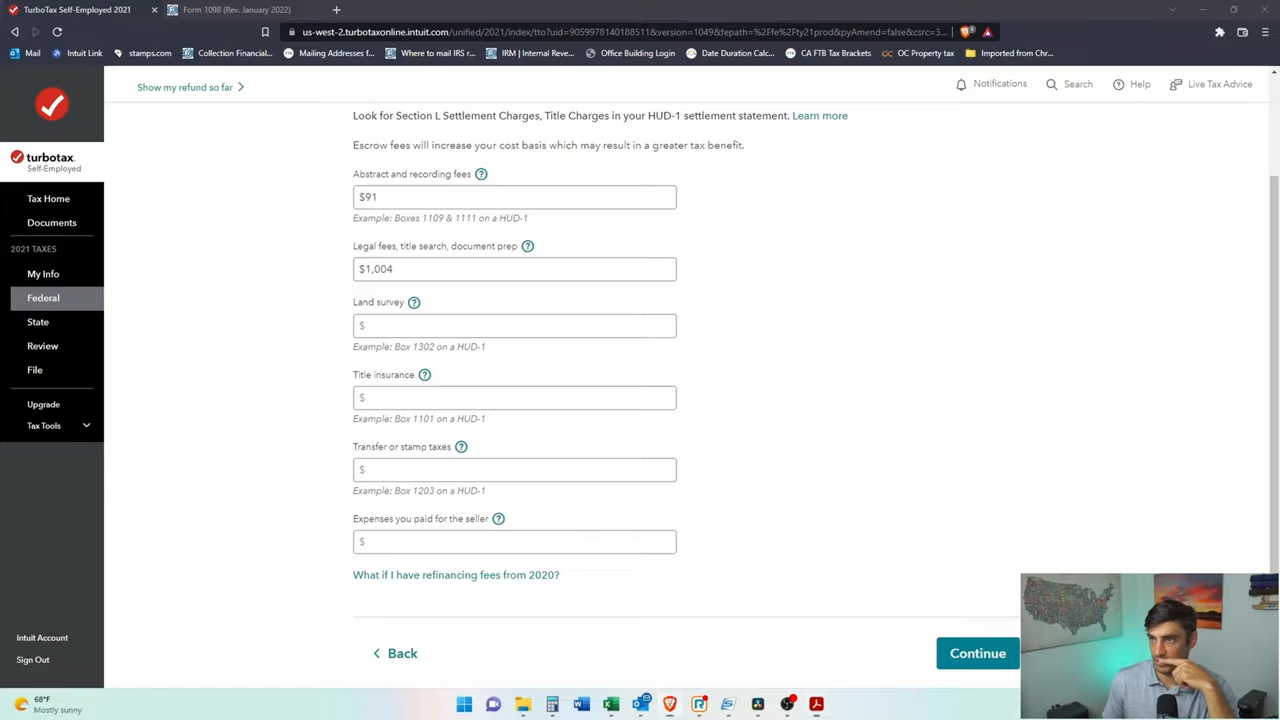 TurboTax Self-Employed 2021
Form 1098 (Rev. January 2022)
us-west-2.turbotaxonline.intuit.com/unified/2021/index/tto?uid=9059978140188511&version=1049&fepath=%2Ffe%2Fty21prod&pyAmend=false&csrc=3...
Mail
Intuit Link
stamps.com
Collection Financial...
Mailing Addresses f...
Where to mail IRS r...
IRM | Internal Reve...
Office Building Login
Date Duration Calc...
CA FTB Tax Brackets
OC Property tax
Imported from Chr...
Show my refund so far
Notifications
Search
Help
Live Tax Advice
turbotax
Self-Employed
Tax Home
Documents
2021 TAXES
My Info
Federal
State
Review
File
Upgrade
Tax Tools
Intuit Account
Sign Out
Look for Section L Settlement Charges, Title Charges in your HUD-1 settlement statement. Learn more
Escrow fees will increase your cost basis which may result in a greater tax benefit.
Abstract and recording fees ?
$91
Example: Boxes 1109 & 1111 on a HUD-1
Legal fees, title search, document prep ?
$1,004
Land survey ?
$
Example: Box 1302 on a HUD-1
Title insurance ?
$
Example: Box 1101 on a HUD-1
Transfer or stamp taxes ?
$
Example: Box 1203 on a HUD-1
Expenses you paid for the seller ?
$
What if I have refinancing fees from 2020?
Back
Continue
68°F
Mostly sunny